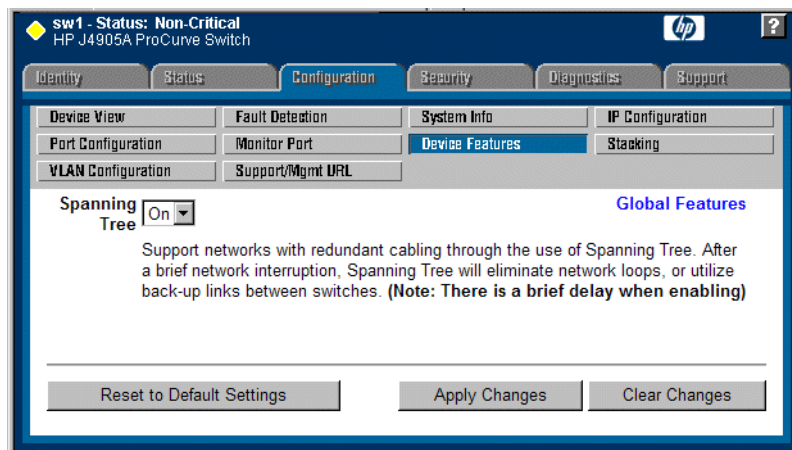 sw1 - Status: Non-Critical
HP J4905A ProCurve Switch
hp
?
Identity Status Configuration Security Diagnostics Support
Device View Fault Detection System Info IP Configuration
Port Configuration Monitor Port Device Features Stacking
VLAN Configuration Support/Mgmt URL
Spanning Tree On Global Features
Support networks with redundant cabling through the use of Spanning Tree. After
a brief network interruption, Spanning Tree will eliminate network loops, or utilize
back-up links between switches. (Note: There is a brief delay when enabling)
Reset to Default Settings Apply Changes Clear Changes